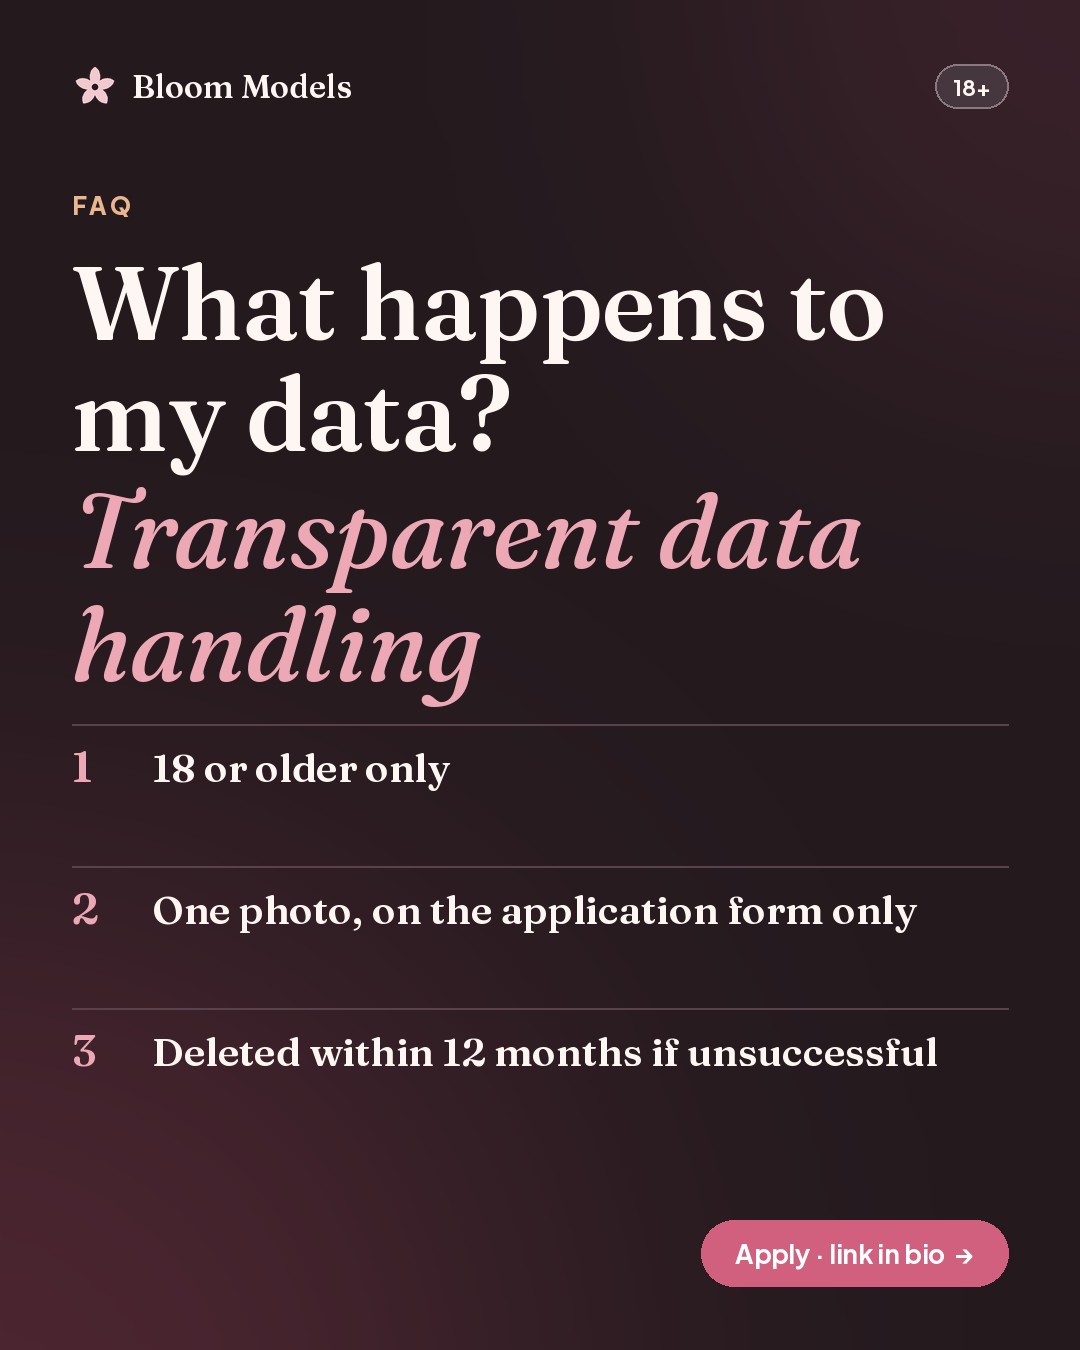 Bloom Models
18+
FAQ
What happens to
my data?
Transparent data
handling
1 18 or older only
2 One photo, on the application form only
3 Deleted within 12 months if unsuccessful
Apply · link in bio →